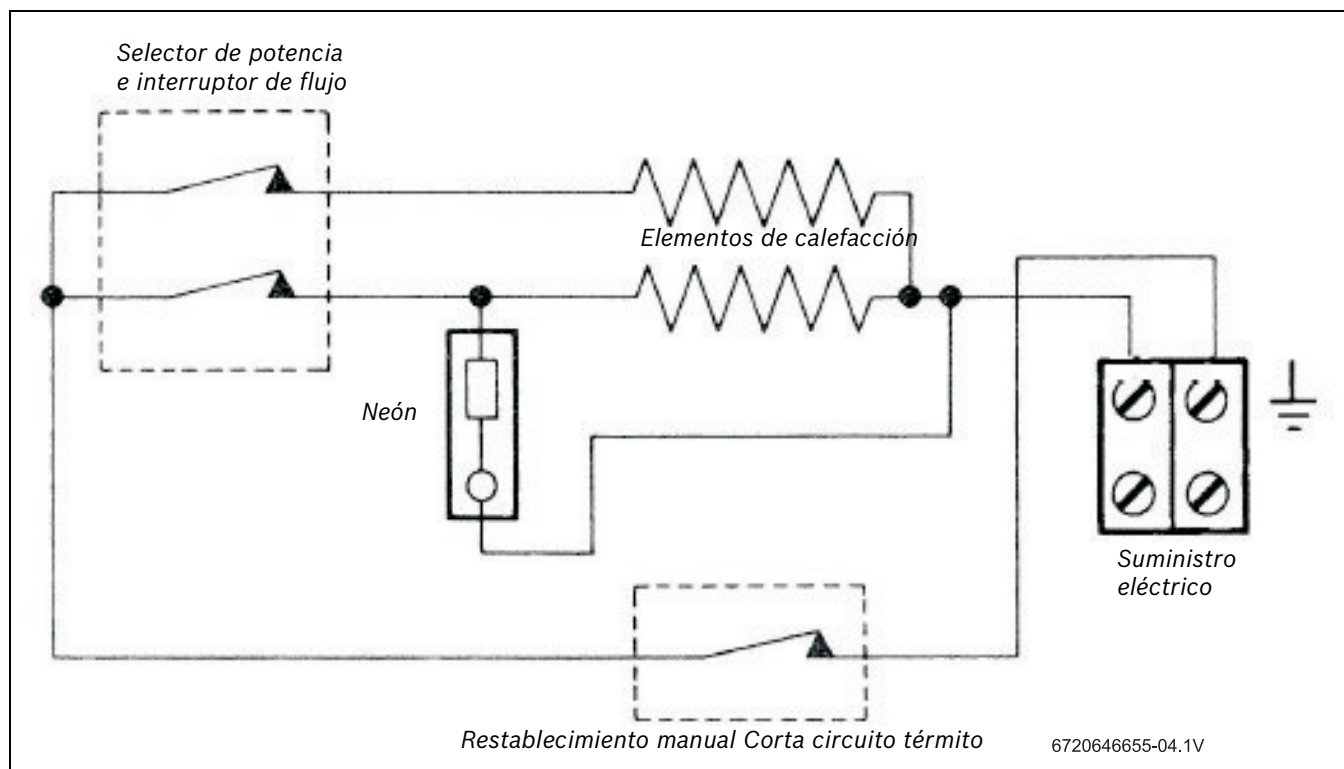 Selector de potencia
e interruptor de flujo
Elementos de calefacción
Neón
Suministro
eléctrico
Restablecimiento manual Corta circuito térmito
6720646655-04.1V